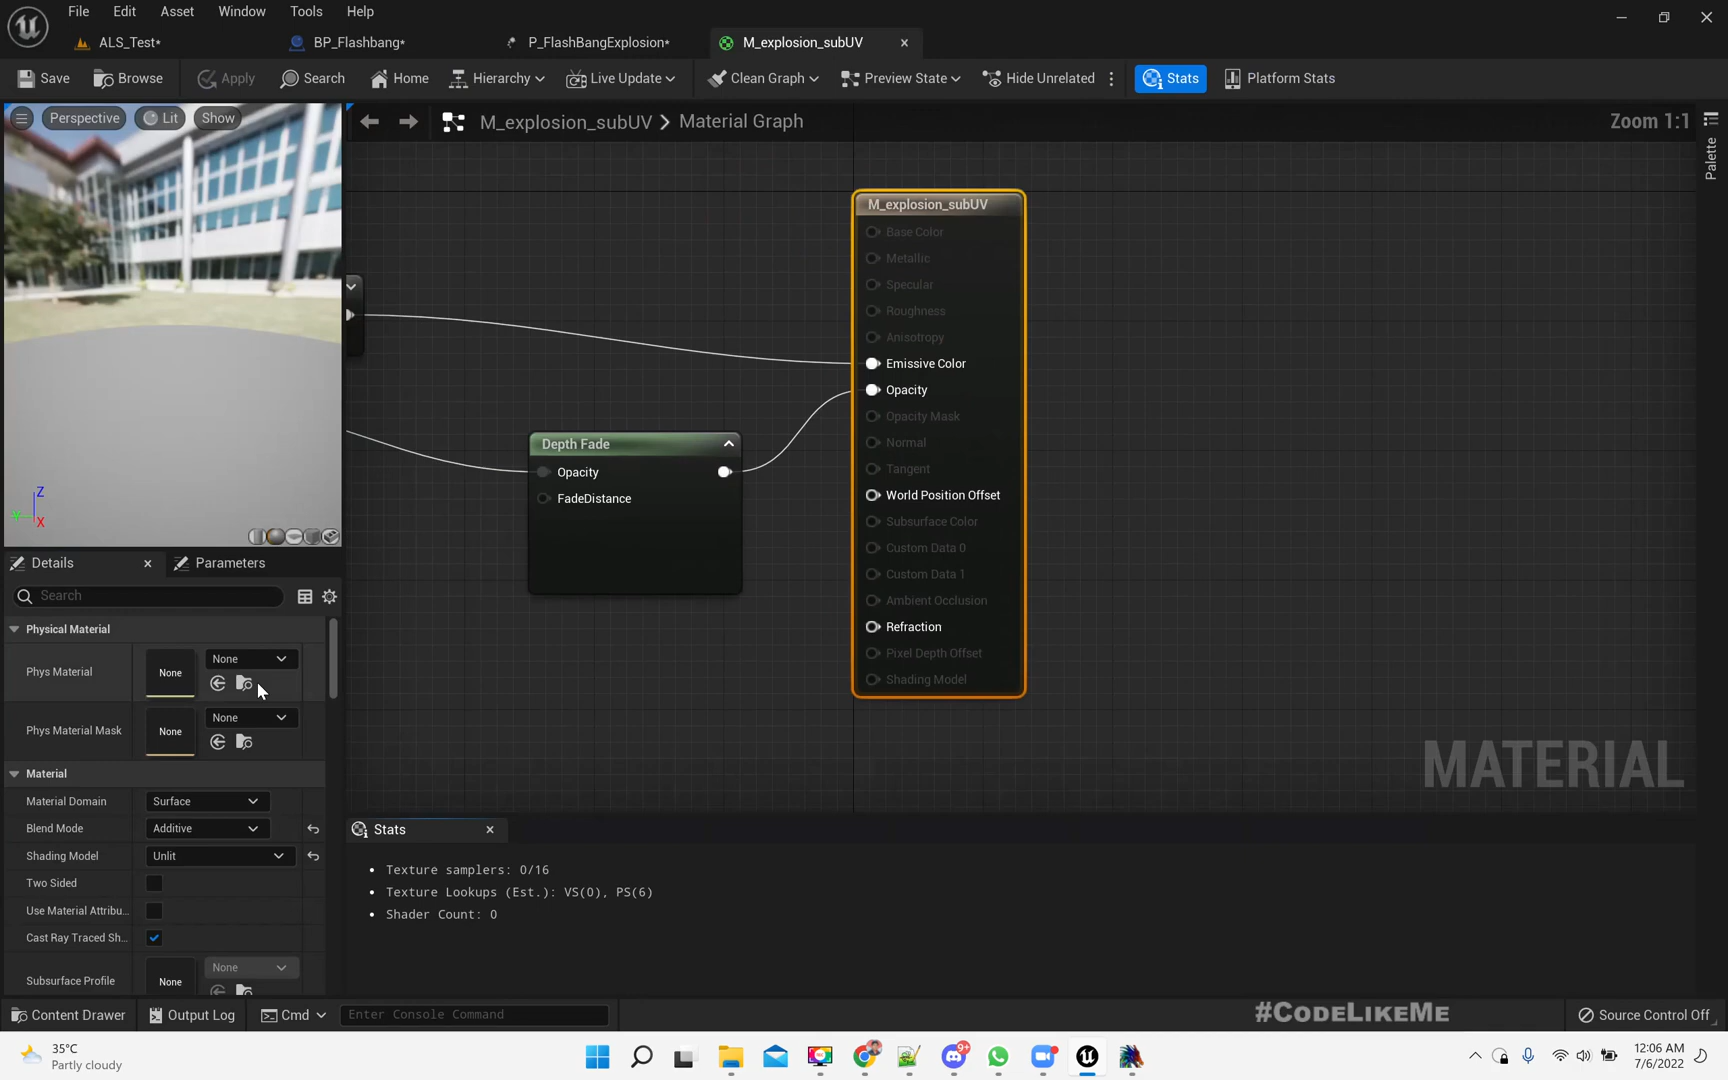 File Edit Asset Window Tools Help
ALS_Test* BP_Flashbang* P_FlashBangExplosion* M_explosion_subUV
Save Browse Apply Search Home Hierarchy Live Update Clean Graph Preview State Hide Unrelated Stats Platform Stats
Perspective Lit Show
M_explosion_subUV > Material Graph Zoom 1:1
Palette
M_explosion_subUV
Base Color
Metallic
Specular
Roughness
Anisotropy
Emissive Color
Opacity
Opacity Mask
Normal
Tangent
World Position Offset
Subsurface Color
Custom Data 0
Custom Data 1
Ambient Occlusion
Refraction
Pixel Depth Offset
Shading Model
Depth Fade
Opacity
FadeDistance
Z
Y
X
MATERIAL
Details Parameters
Search
Physical Material
Phys Material None None
Phys Material Mask None None
Material
Material Domain Surface
Blend Mode Additive
Shading Model Unlit
Two Sided
Use Material Attribu...
Cast Ray Traced Sh...
Subsurface Profile None None
Stats
Texture samplers: 0/16
Texture Lookups (Est.): VS(0), PS(6)
Shader Count: 0
Content Drawer Output Log Cmd Enter Console Command
#CODELIKEME
Source Control Off
35°C
Partly cloudy
9+
12:06 AM
7/6/2022